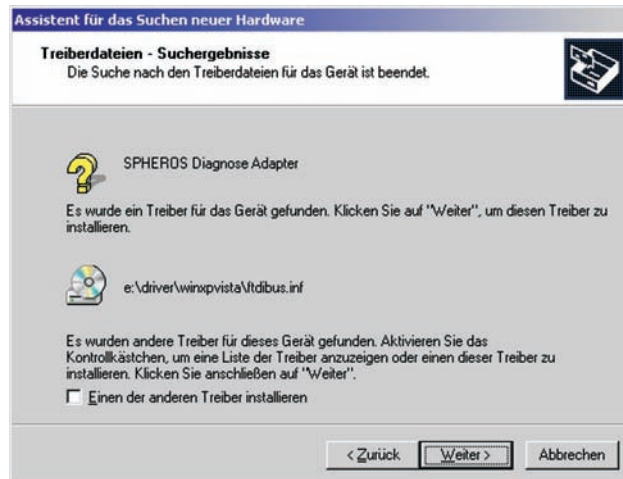 Assistent für das Suchen neuer Hardware
Treiberdateien - Suchergebnisse
Die Suche nach den Treiberdateien für das Gerät ist beendet.
SPHEROS Diagnose Adapter
Es wurde ein Treiber für das Gerät gefunden. Klicken Sie auf "Weiter", um diesen Treiber zu
installieren.
e:\driver\winxpvista\ftdibus.inf
Es wurden andere Treiber für dieses Gerät gefunden. Aktivieren Sie das
Kontrollkästchen, um eine Liste der Treiber anzuzeigen oder einen dieser Treiber zu
installieren. Klicken Sie anschließen auf "Weiter".
Einen der anderen Treiber installieren
< Zurück Weiter > Abbrechen